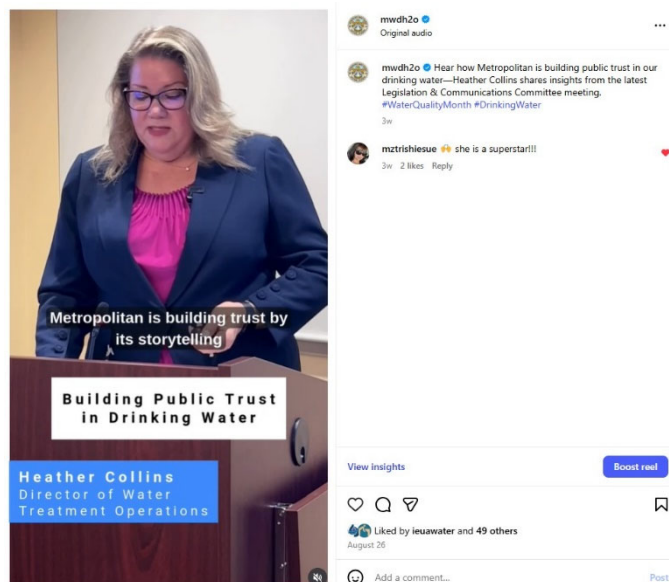 Metropolitan is building trust by
its storytelling
Building Public Trust
in Drinking Water
Heather Collins
Director of Water
Treatment Operations
mwdh2o
Original audio
mwdh2o Hear how Metropolitan is building public trust in our
drinking water—Heather Collins shares insights from the latest
Legislation & Communications Committee meeting.
#WaterQualityMonth #DrinkingWater
3w
mztrishiesue 🙌 she is a superstar!!!
3w 2 likes Reply
View insights
Boost reel
Liked by ieuawater and 49 others
August 26
Add a comment...
Post